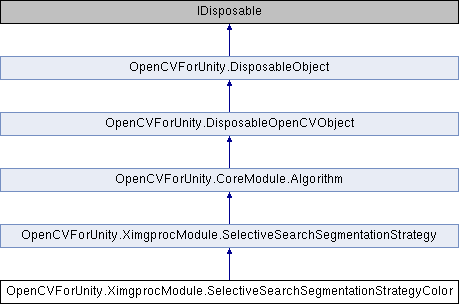 IDisposable
OpenCVForUnity.DisposableObject
OpenCVForUnity.DisposableOpenCVObject
OpenCVForUnity.CoreModule.Algorithm
OpenCVForUnity.XimgprocModule.SelectiveSearchSegmentationStrategy
OpenCVForUnity.XimgprocModule.SelectiveSearchSegmentationStrategyColor